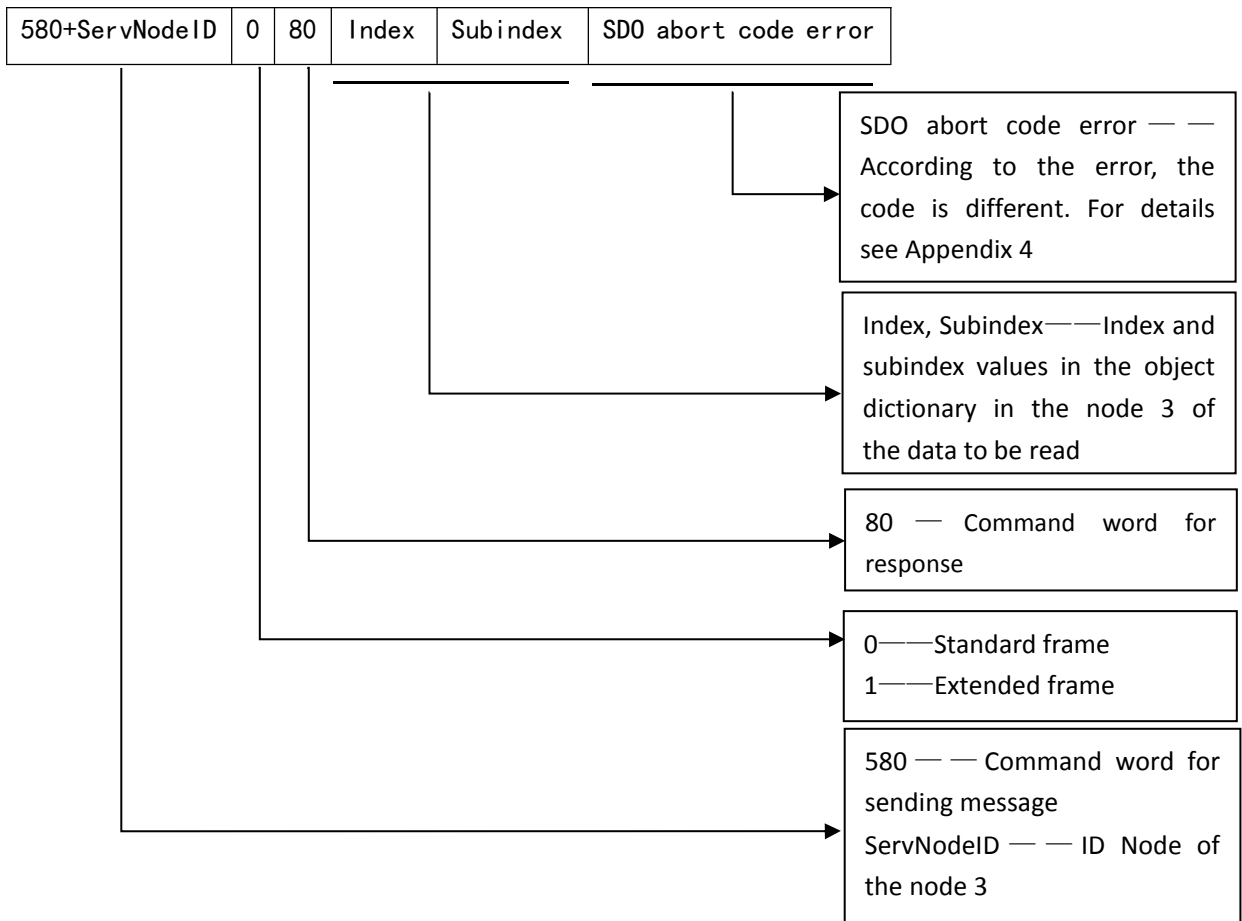 580+ServNodeID 0 80 Index Subindex SDO abort code error
SDO abort code error — —
According to the error, the
code is different. For details
see Appendix 4
Index, Subindex——Index and
subindex values in the object
dictionary in the node 3 of
the data to be read
80 — Command word for
response
0——Standard frame
1——Extended frame
580 — — Command word for
sending message
ServNodeID — — ID Node of
the node 3